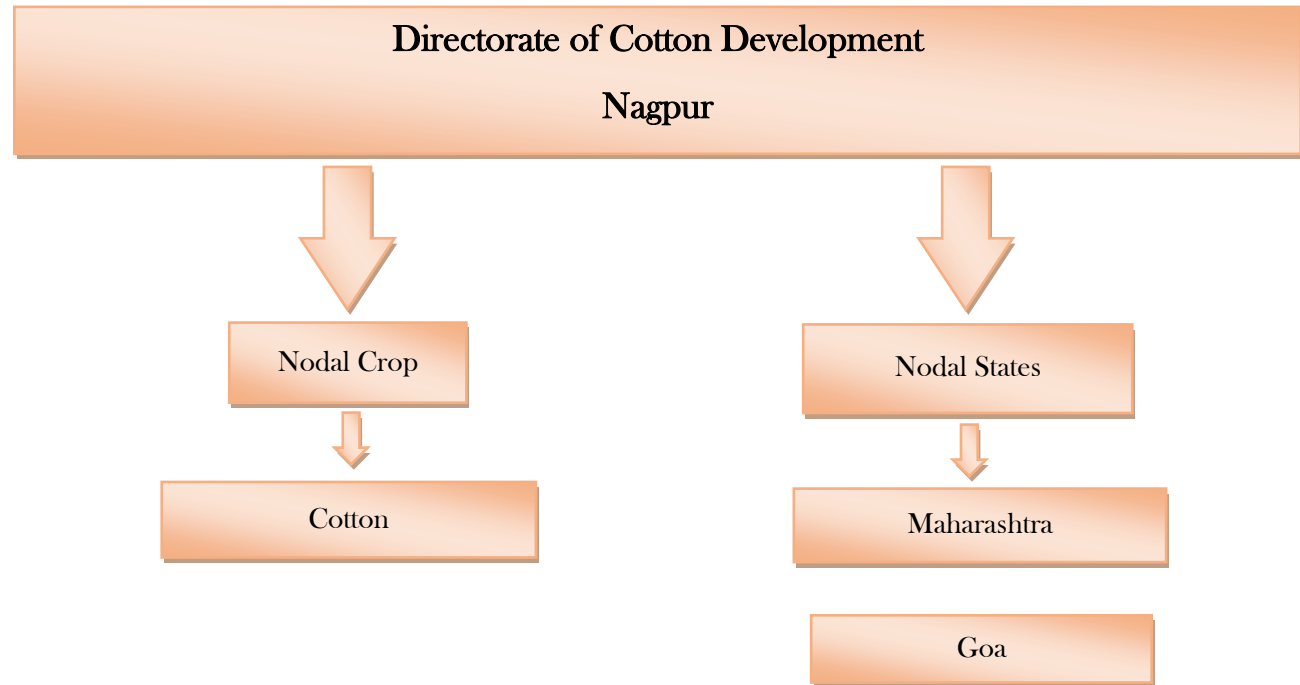 Directorate of Cotton Development
Nagpur
Nodal Crop
Nodal States
Cotton
Maharashtra
Goa